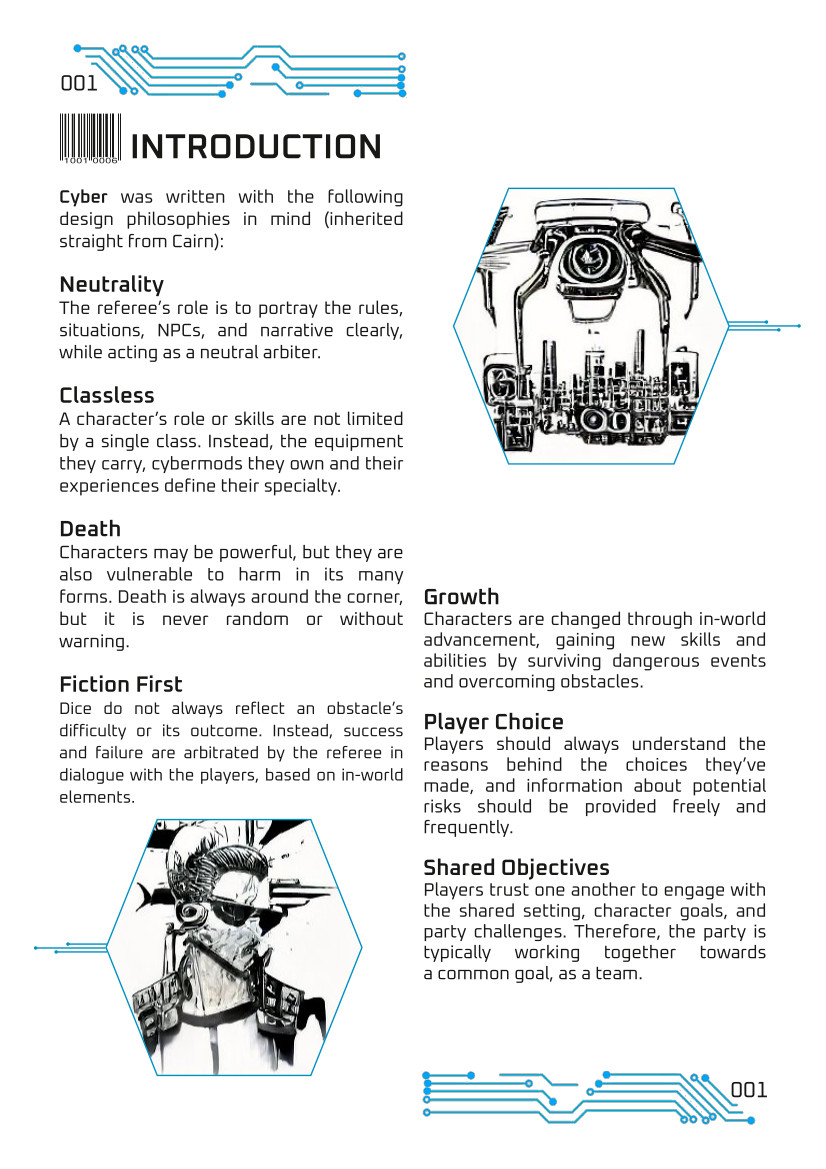 001
1001 0006
INTRODUCTION
Cyber was written with the following
design philosophies in mind (inherited
straight from Cairn):
Neutrality
The referee's role is to portray the rules,
situations, NPCs, and narrative clearly,
while acting as a neutral arbiter.
Classless
A character's role or skills are not limited
by a single class. Instead, the equipment
they carry, cybermods they own and their
experiences define their specialty.
Death
Characters may be powerful, but they are
also vulnerable to harm in its many
forms. Death is always around the corner,
but it is never random or without
warning.
Fiction First
Dice do not always reflect an obstacle's
difficulty or its outcome. Instead, success
and failure are arbitrated by the referee in
dialogue with the players, based on in-world
elements.
Growth
Characters are changed through in-world
advancement, gaining new skills and
abilities by surviving dangerous events
and overcoming obstacles.
Player Choice
Players should always understand the
reasons behind the choices they've
made, and information about potential
risks should be provided freely and
frequently.
Shared Objectives
Players trust one another to engage with
the shared setting, character goals, and
party challenges. Therefore, the party is
typically working together towards
a common goal, as a team.
001